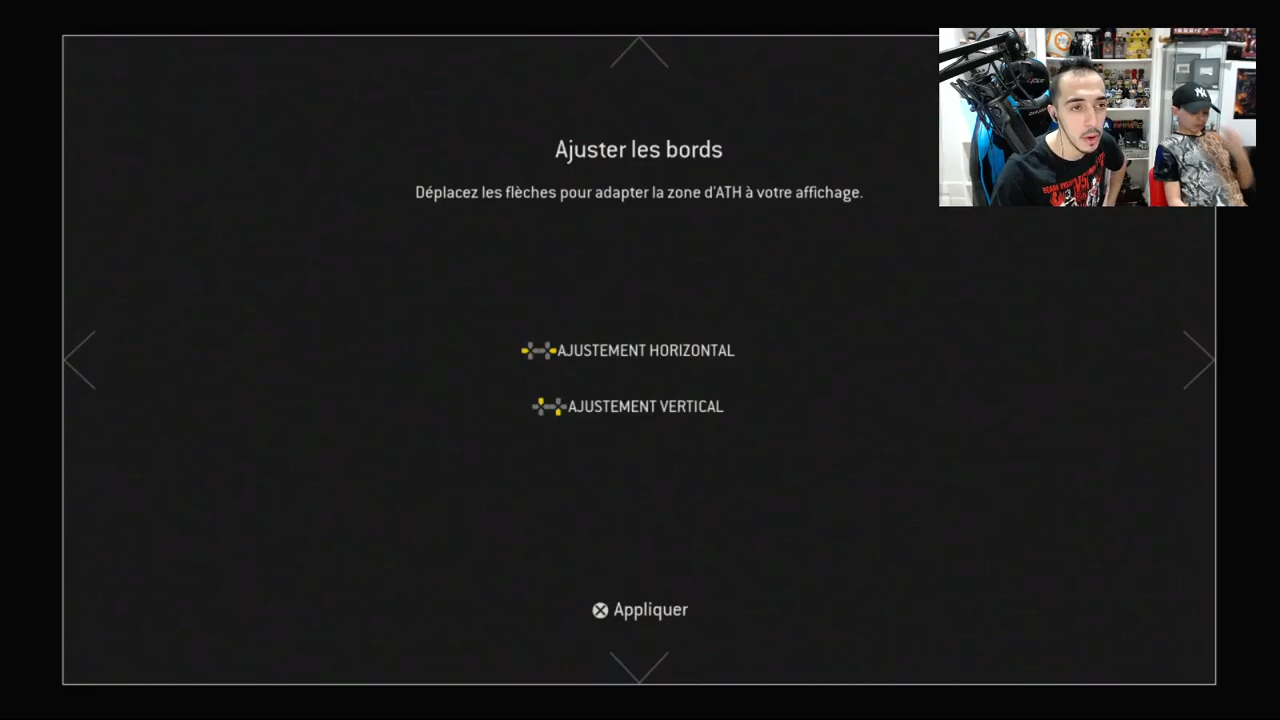 Ajuster les bords
Déplacez les flèches pour adapter la zone d'ATH à votre affichage.
AJUSTEMENT HORIZONTAL
AJUSTEMENT VERTICAL
Appliquer